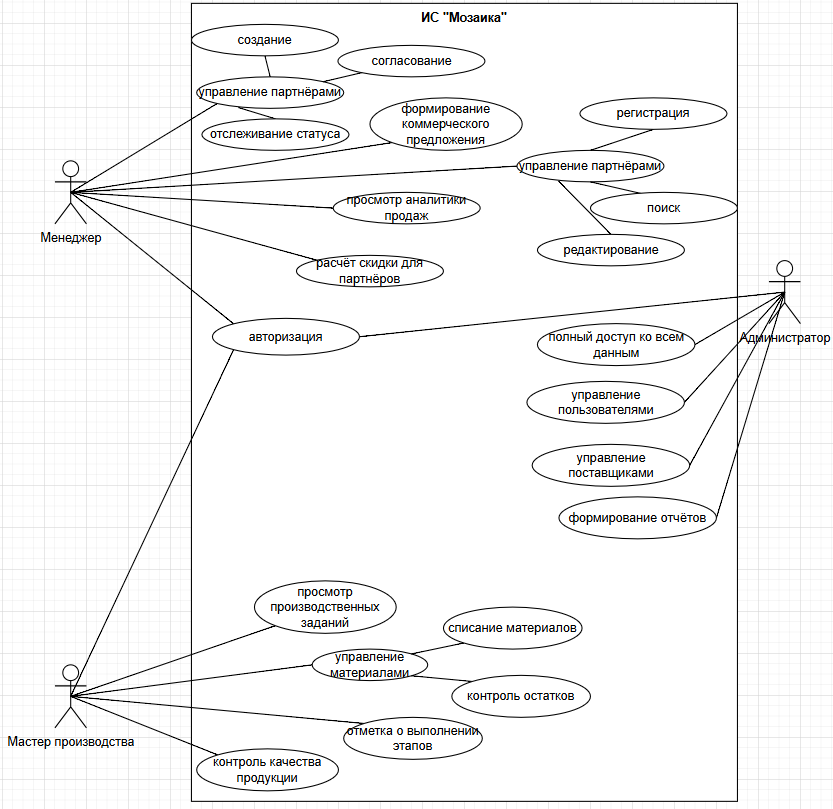 ИС "Мозаика"
создание
согласование
управление партнёрами
отслеживание статуса
формирование
коммерческого
предложения
регистрация
управление партнёрами
просмотр аналитики
продаж
поиск
Менеджер
редактирование
расчёт скидки для
партнёров
авторизация
Администратор
полный доступ ко всем
данным
управление
пользователями
управление
поставщиками
формирование отчётов
просмотр
производственных
заданий
списание материалов
управление
материалами
контроль остатков
Мастер производства
отметка о выполнении
этапов
контроль качества
продукции